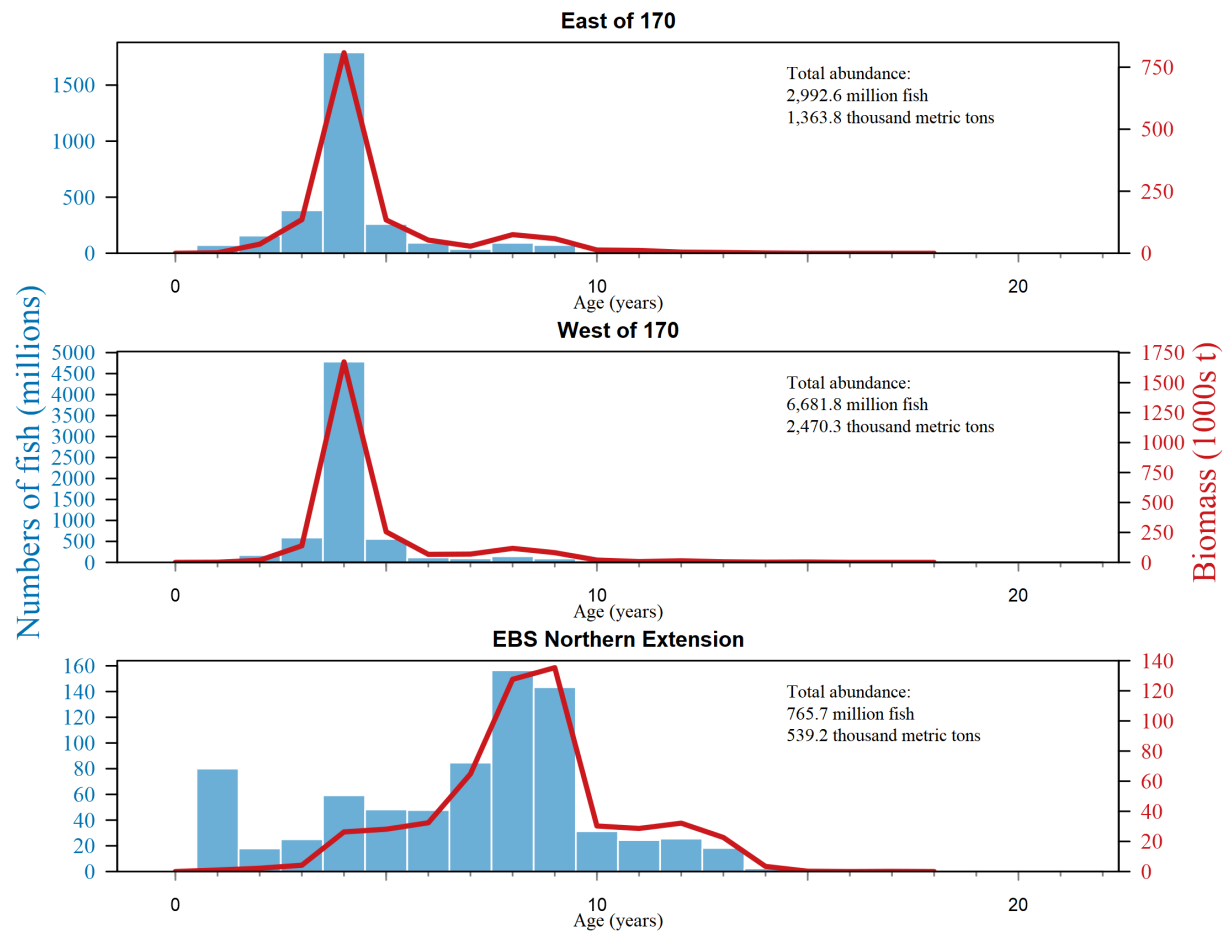 East of 170
Total abundance:
2,992.6 million fish
1,363.8 thousand metric tons
1500
1000
500
0
750
500
250
0
0 10 20
Age (years)
West of 170
Total abundance:
6,681.8 million fish
2,470.3 thousand metric tons
5000
4500
4000
3500
3000
2500
2000
1500
1000
500
0
1750
1500
1250
1000
750
500
250
0
0 10 20
Age (years)
EBS Northern Extension
Total abundance:
765.7 million fish
539.2 thousand metric tons
160
140
120
100
80
60
40
20
0
140
120
100
80
60
40
20
0
0 10 20
Age (years)
Numbers of fish (millions)
Biomass (1000s t)